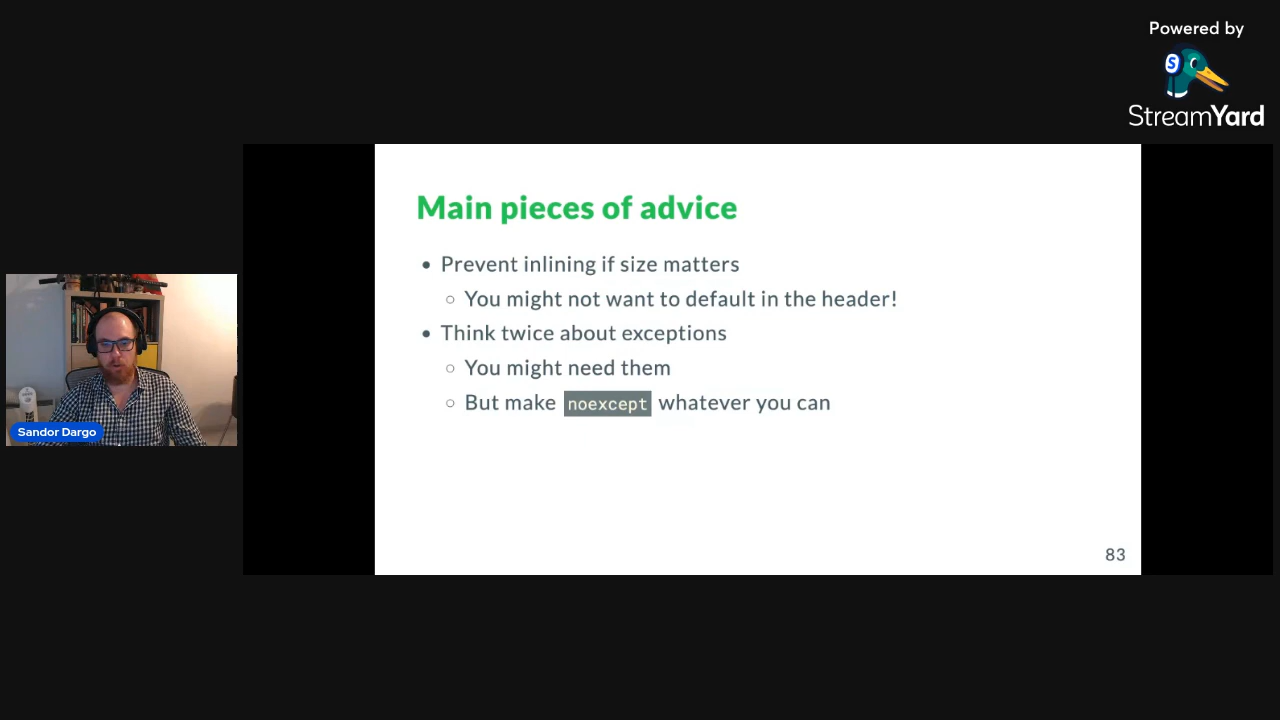 Powered by
StreamYard
Main pieces of advice
Prevent inlining if size matters
You might not want to default in the header!
Think twice about exceptions
You might need them
But make noexcept whatever you can
83
Sandor Dargo